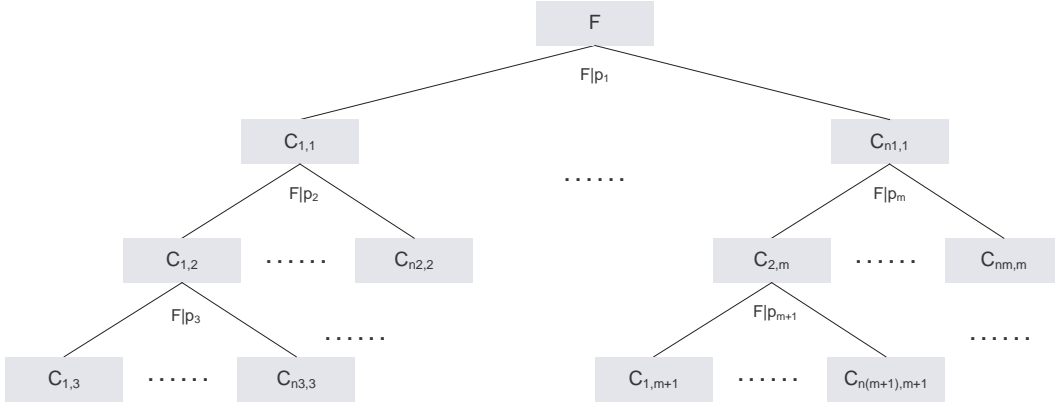 F
F|p1
C1,1
Cn1,1
......
F|p2
F|pm
C1,2
......
Cn2,2
C2,m
......
Cnm,m
F|p3
F|pm+1
......
......
C1,3
......
Cn3,3
C1,m+1
......
Cn(m+1),m+1